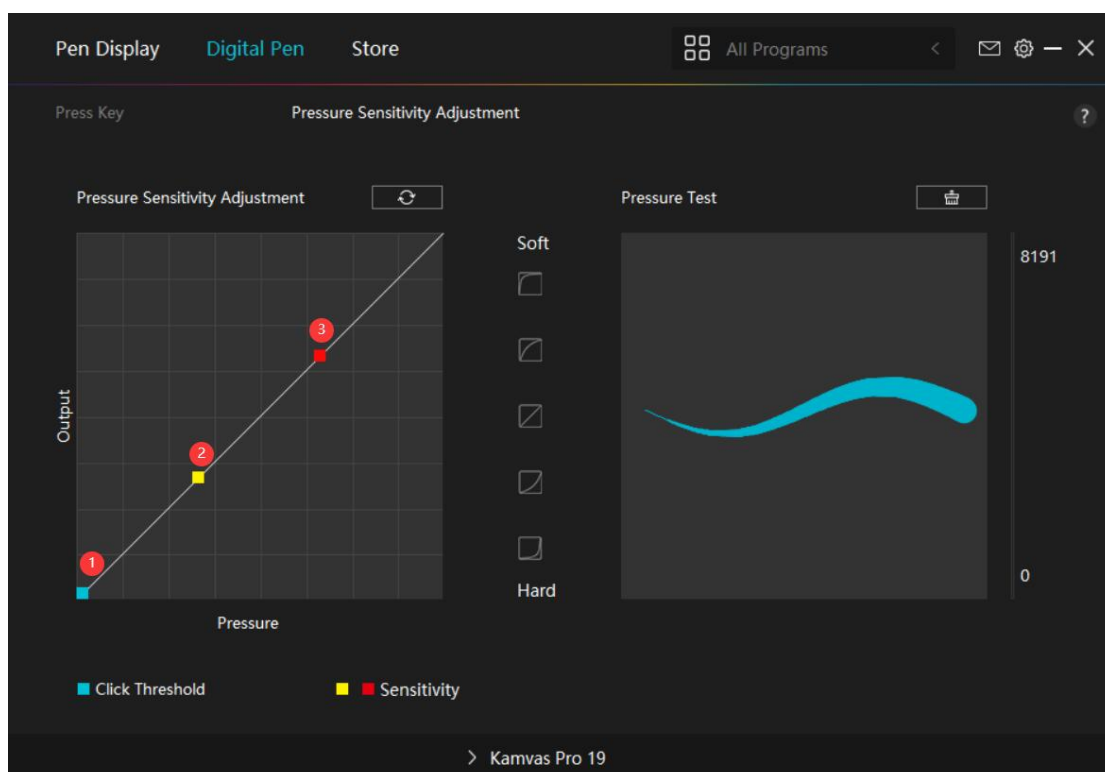 Pen Display Digital Pen Store All Programs
Press Key Pressure Sensitivity Adjustment ?
Pressure Sensitivity Adjustment Pressure Test
Soft
8191
3
Output
2
1
0
Hard
Pressure
Click Threshold Sensitivity
Kamvas Pro 19